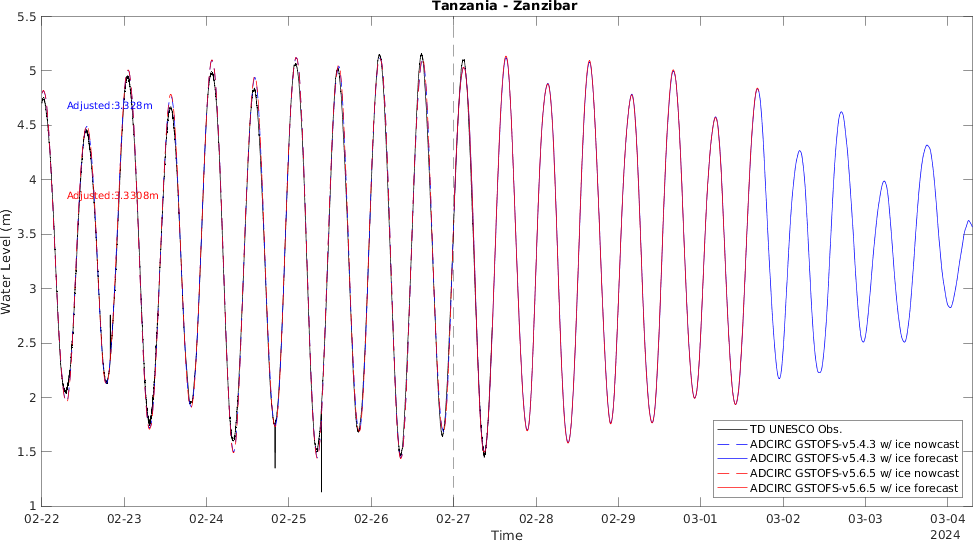 Tanzania - Zanzibar
5.5
5
4.5
4
3.5
3
2.5
2
1.5
1
Water Level (m)
Adjusted:3.328m
Adjusted:3.3308m
TD UNESCO Obs.
ADCIRC GSTOFS-v5.4.3 w/ ice nowcast
ADCIRC GSTOFS-v5.4.3 w/ ice forecast
ADCIRC GSTOFS-v5.6.5 w/ ice nowcast
ADCIRC GSTOFS-v5.6.5 w/ ice forecast
02-22 02-23 02-24 02-25 02-26 02-27 02-28 02-29 03-01 03-02 03-03 03-04
2024
Time